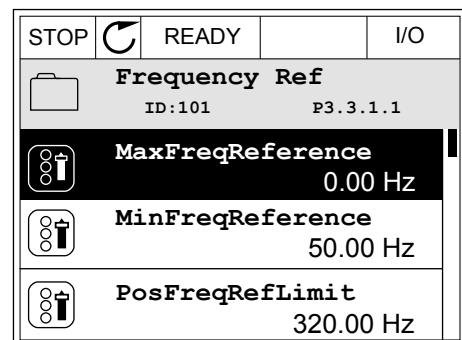 STOP READY I/O
Frequency Ref
ID:101 P3.3.1.1
MaxFreqReference
0.00 Hz
MinFreqReference
50.00 Hz
PosFreqRefLimit
320.00 Hz